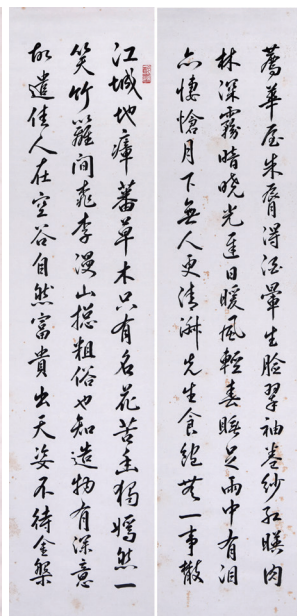 江城地瘴蕃草木只有名花苦幽獨嫣然一
笑竹籬間桃李漫山總粗俗也知造物有深意
故遣佳人在空谷自然富貴出天姿不待金槃
薦華屋朱脣得酒暈生臉翠袖卷紗紅映肉
林深霧暗曉光遲日暖風輕春睡足雨中有淚
亦悽愴月下無人更清淑先生食飽無一事散